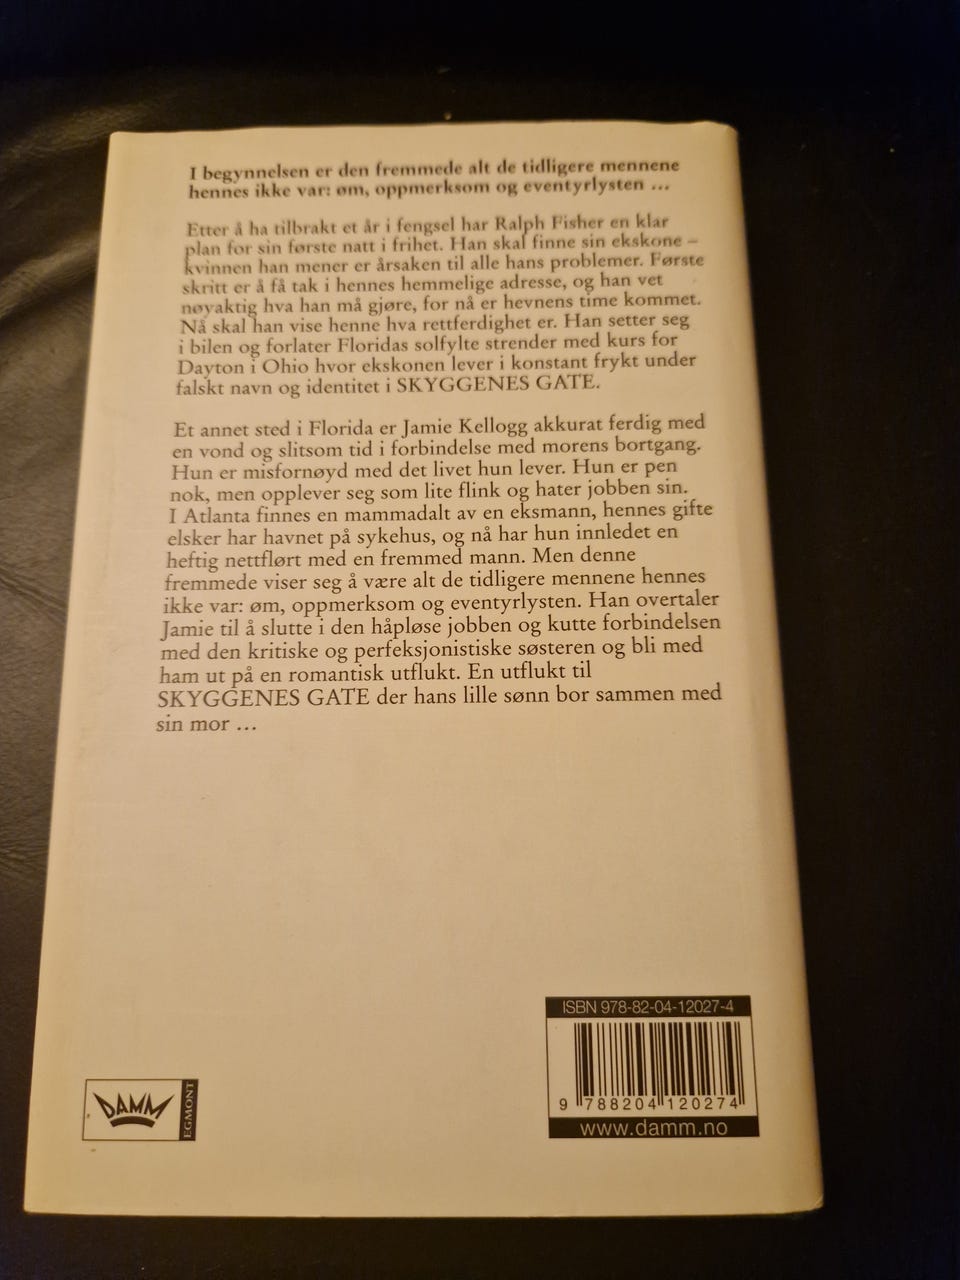 I begynnelsen er den fremmede alt de tidligere mennene
hennes ikke var: øm, oppmerksom og eventyrlysten ...
Etter å ha tilbrakt et år i fengsel har Ralph Fisher en klar
plan for sin første natt i frihet. Han skal finne sin ekskone –
kvinnen han mener er årsaken til alle hans problemer. Første
skritt er å få tak i hennes hemmelige adresse, og han vet
nøyaktig hva han må gjøre, for nå er hevnens time kommet.
Nå skal han vise henne hva rettferdighet er. Han setter seg
i bilen og forlater Floridas solfylte strender med kurs for
Dayton i Ohio hvor ekskonen lever i konstant frykt under
falskt navn og identitet i SKYGGENES GATE.
Et annet sted i Florida er Jamie Kellogg akkurat ferdig med
en vond og slitsom tid i forbindelse med morens bortgang.
Hun er misfornøyd med det livet hun lever. Hun er pen
nok, men opplever seg som lite flink og hater jobben sin.
I Atlanta finnes en mammadalt av en eksmann, hennes gifte
elsker har havnet på sykehus, og nå har hun innledet en
heftig nettflørt med en fremmed mann. Men denne
fremmede viser seg å være alt de tidligere mennene hennes
ikke var: øm, oppmerksom og eventyrlysten. Han overtaler
Jamie til å slutte i den håpløse jobben og kutte forbindelsen
med den kritiske og perfeksjonistiske søsteren og bli med
ham ut på en romantisk utflukt. En utflukt til
SKYGGENES GATE der hans lille sønn bor sammen med
sin mor ...
ISBN 978-82-04-12027-4
9 788204 120274
www.damm.no
DAMM
EGMONT